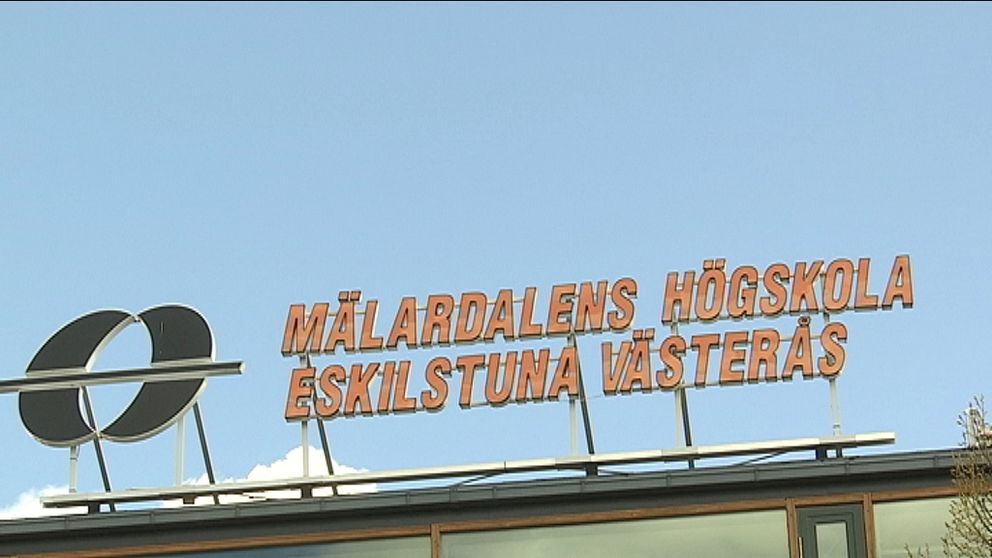 MÄLARDALENS HÖGSKOLA
ESKILSTUNA VÄSTERÅS